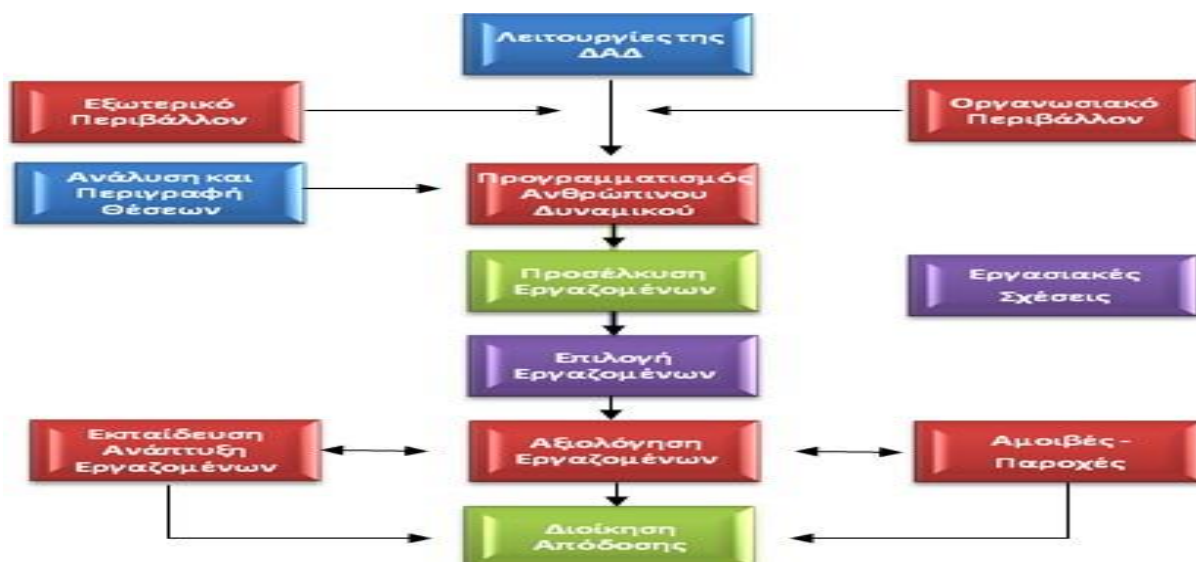 Λειτουργίες της
ΔΑΔ
Εξωτερικό
Περιβάλλον
Οργανωσιακό
Περιβάλλον
Ανάλυση και
Περιγραφή
Θέσεων
Προγραμματισμός
Ανθρώπινου
Δυναμικού
Προσέλκυση
Εργαζομένων
Εργασιακές
Σχέσεις
Επιλογή
Εργαζομένων
Εκπαίδευση
Ανάπτυξη
Εργαζομένων
Αξιολόγηση
Εργαζομένων
Αμοιβές -
Παροχές
Διοίκηση
Απόδοσης